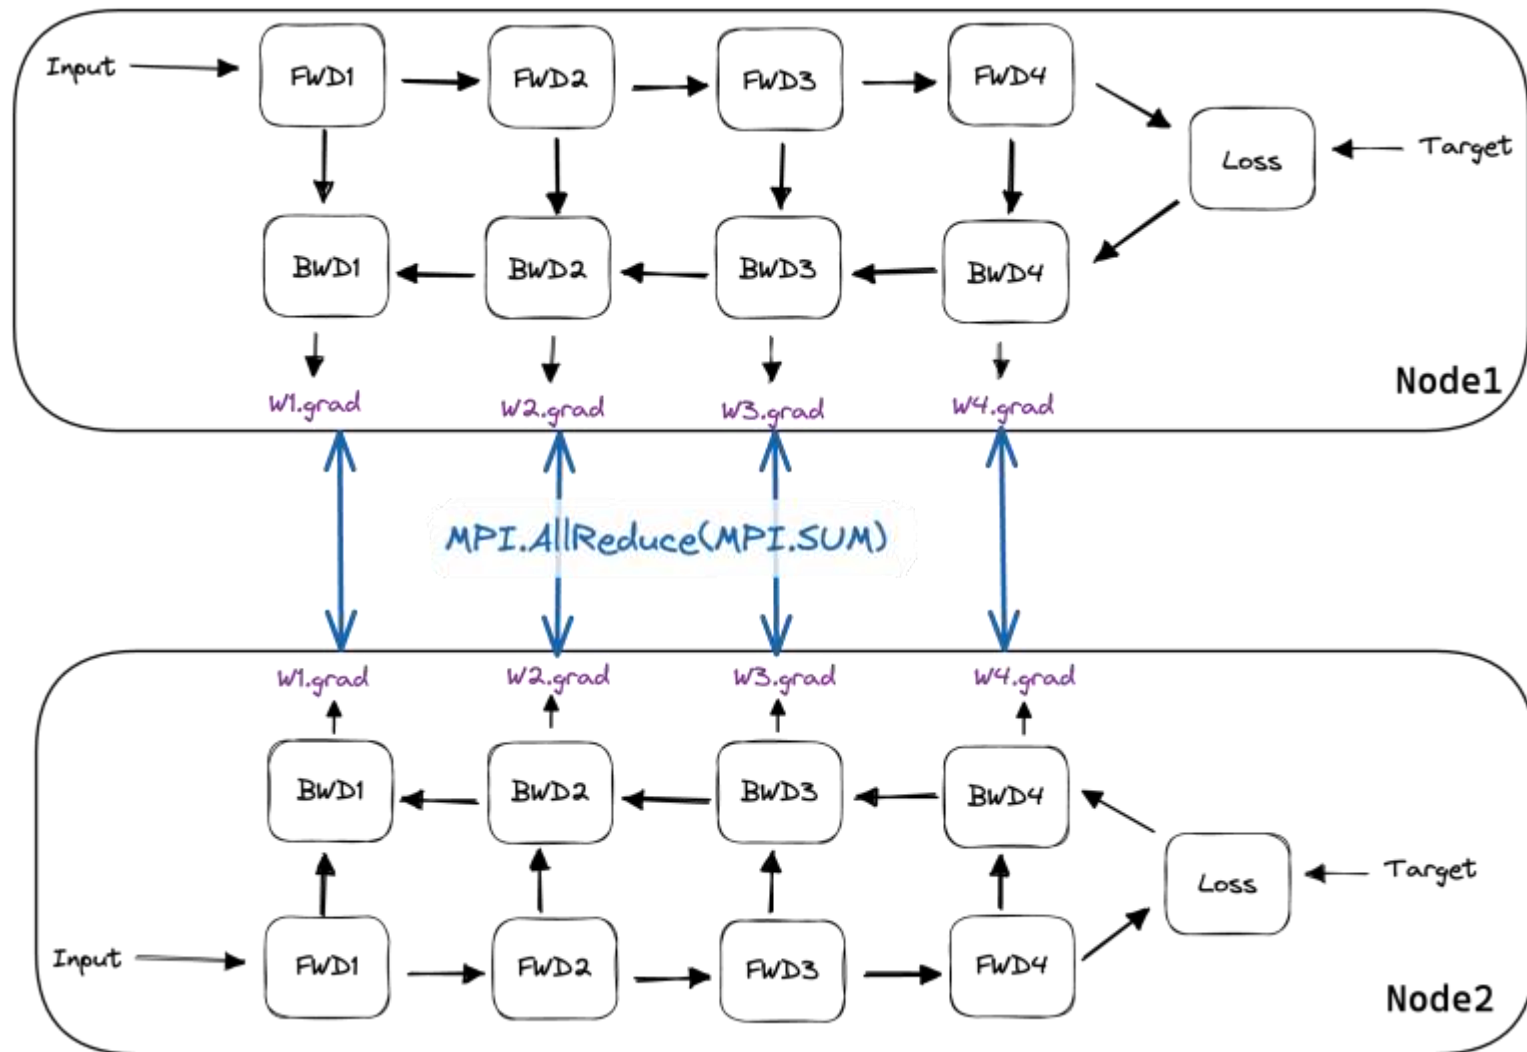 Input
FWD1
FWD2
FWD3
FWD4
Loss
Target
BWD1
BWD2
BWD3
BWD4
Node1
W1.grad
W2.grad
W3.grad
W4.grad
MPI.AllReduce(MPI.SUM)
W1.grad
W2.grad
W3.grad
W4.grad
BWD1
BWD2
BWD3
BWD4
Loss
Target
Input
FWD1
FWD2
FWD3
FWD4
Node2